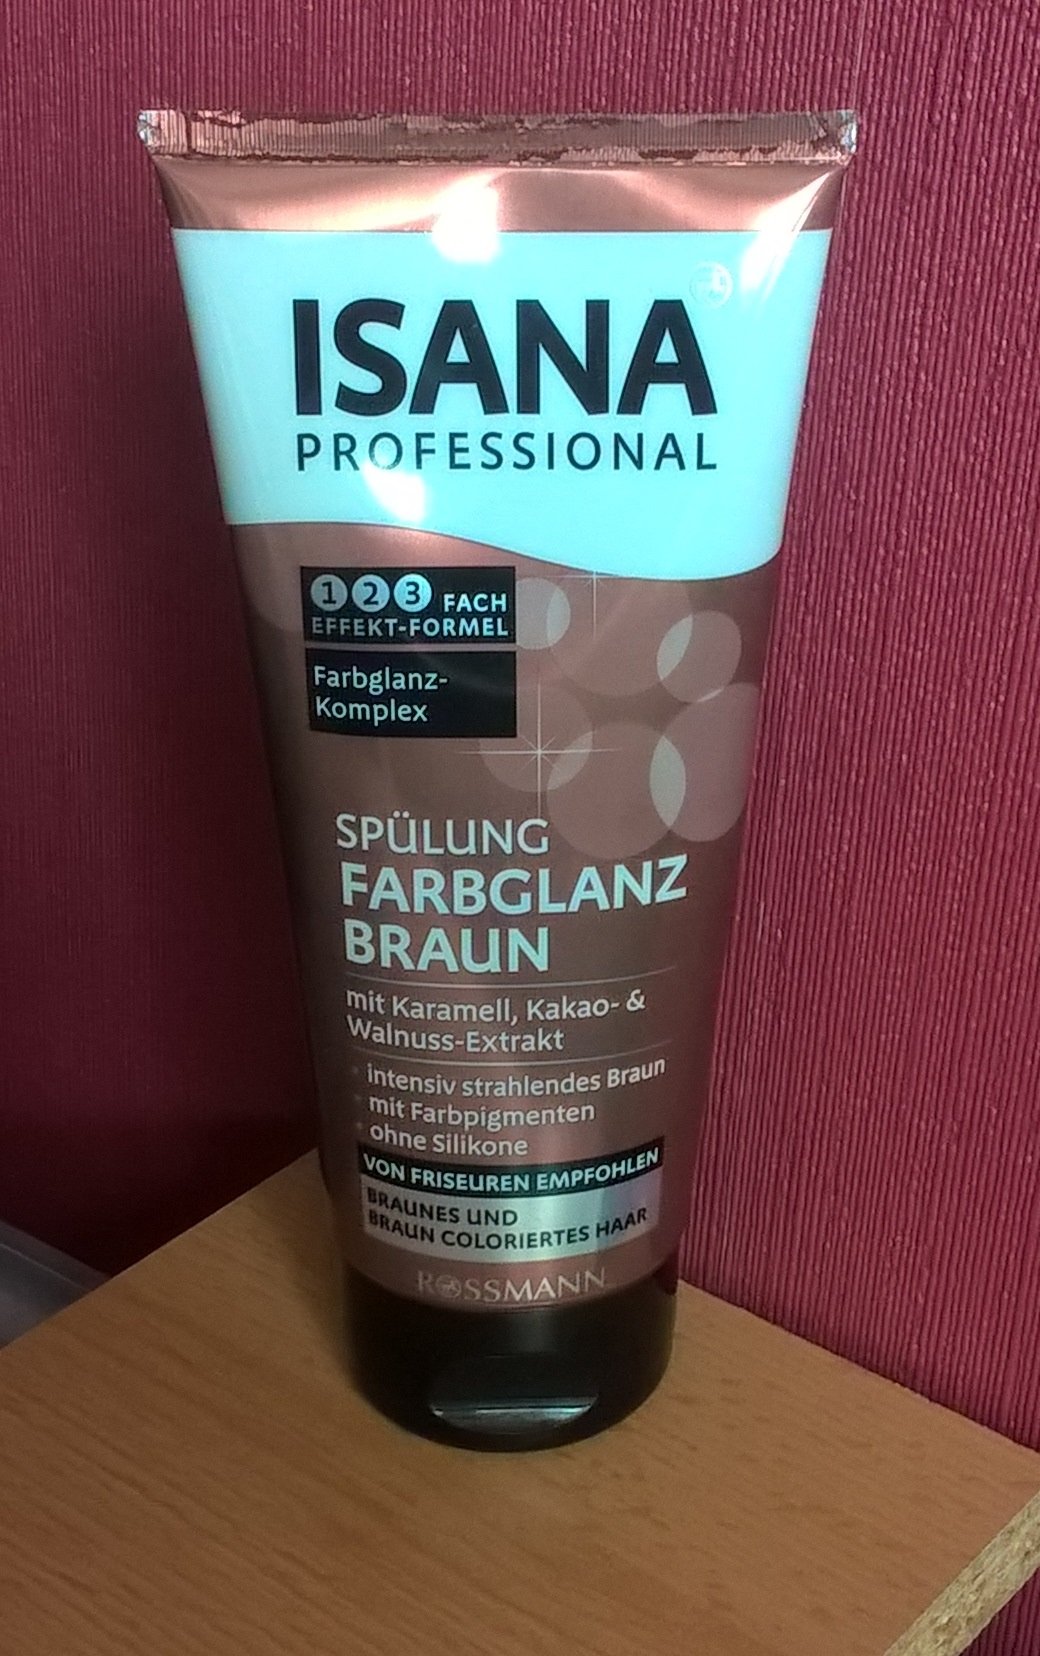 ISANA
PROFESSIONAL
1 2 3 FACH
EFFEKT-FORMEL
Farbglanz-
Komplex
SPÜLUNG
FARBGLANZ
BRAUN
mit Karamell, Kakao- &
Walnuss-Extrakt
· intensiv strahlendes Braun
· mit Farbpigmenten
· ohne Silikone
VON FRISEUREN EMPFOHLEN
BRAUNES UND
BRAUN COLORIERTES HAAR
ROSSMANN